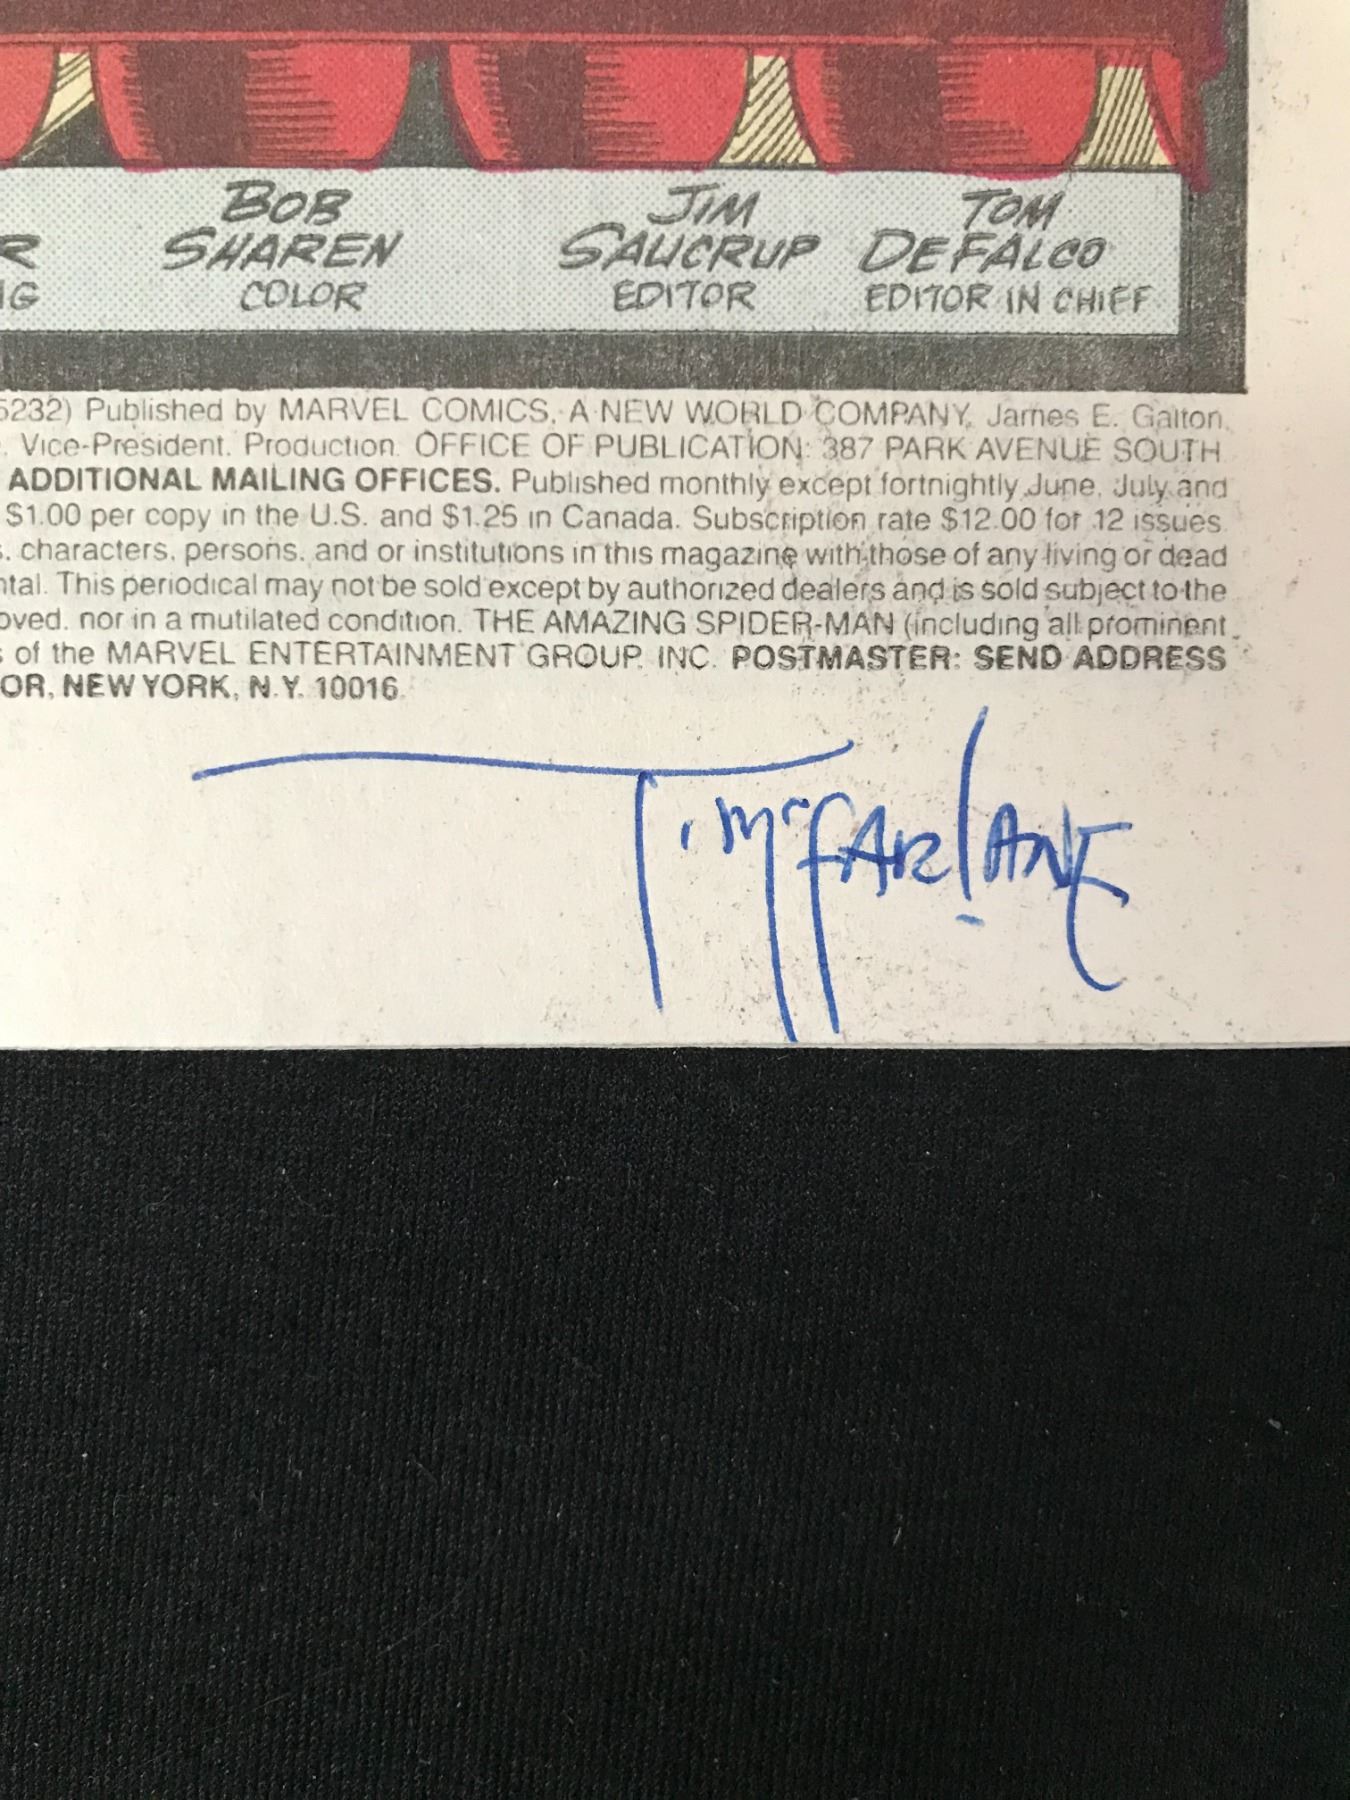 BOB
SHAREN
COLOR
JIM
SALICRUP
EDITOR
TOM
DEFALCO
EDITOR IN CHIEF
5232) Published by MARVEL COMICS, A NEW WORLD COMPANY, James E. Galton,
Vice-President, Production. OFFICE OF PUBLICATION: 387 PARK AVENUE SOUTH
ADDITIONAL MAILING OFFICES. Published monthly except fortnightly June, July and
$1.00 per copy in the U.S. and $1.25 in Canada. Subscription rate $12.00 for 12 issues.
characters, persons, and or institutions in this magazine with those of any living or dead
ntal. This periodical may not be sold except by authorized dealers and is sold subject to the
oved, nor in a mutilated condition. THE AMAZING SPIDER-MAN (including all prominent
s of the MARVEL ENTERTAINMENT GROUP, INC. POSTMASTER: SEND ADDRESS
OR, NEW YORK, N.Y. 10016.
T. McFARLANE